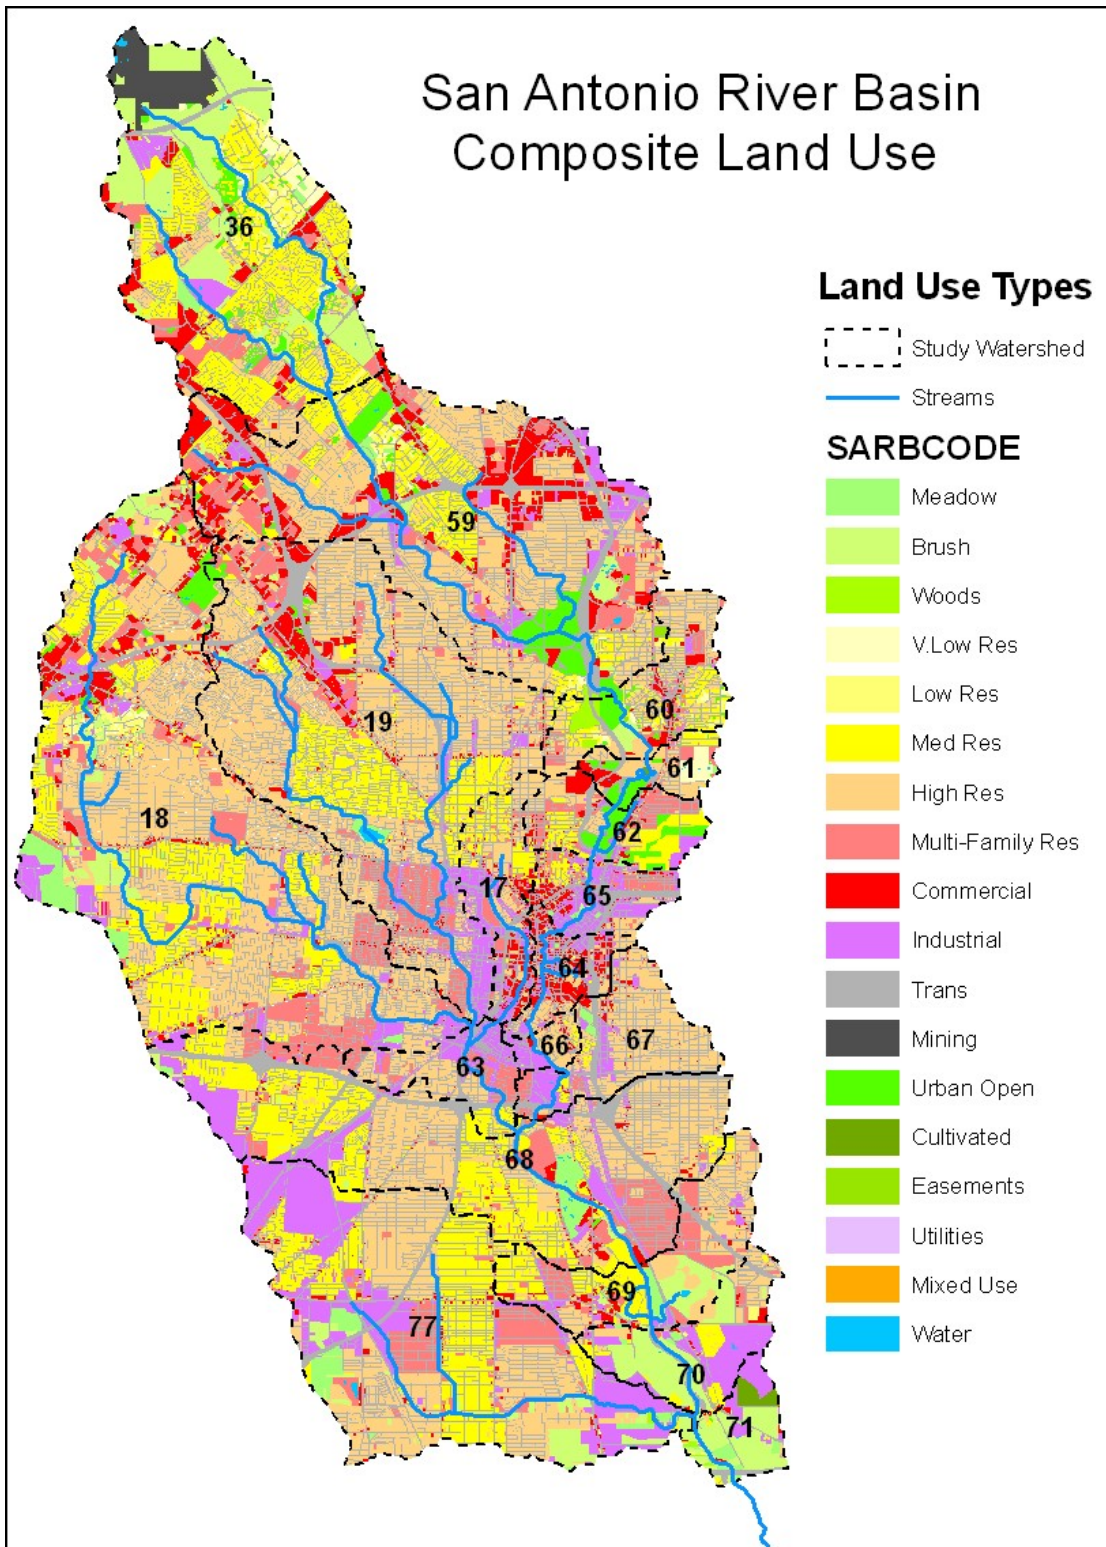 San Antonio River Basin
Composite Land Use
Land Use Types
Study Watershed
Streams
SARBCODE
Meadow
Brush
Woods
V.Low Res
Low Res
Med Res
High Res
Multi-Family Res
Commercial
Industrial
Trans
Mining
Urban Open
Cultivated
Easements
Utilities
Mixed Use
Water
36
59
60
19
61
18
62
17
65
64
66
67
63
68
69
77
70
71